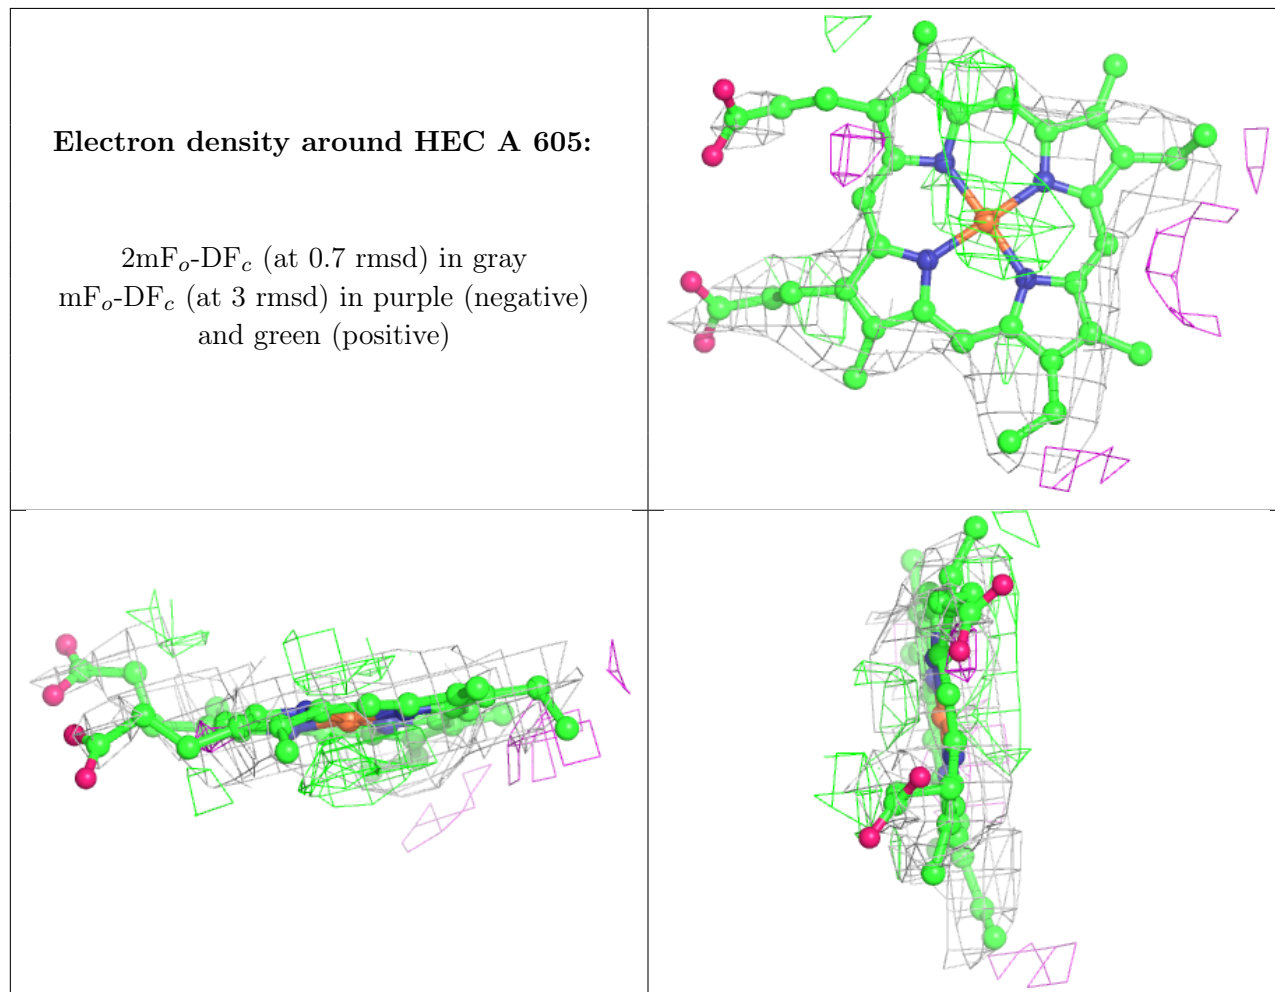 Electron density around HEC A 605:
2mFo-DFc (at 0.7 rmsd) in gray
mFo-DFc (at 3 rmsd) in purple (negative)
and green (positive)